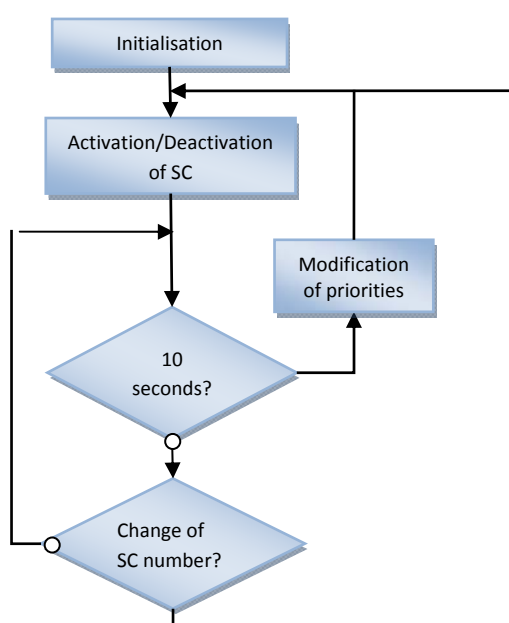 Initialisation
Activation/Deactivation
of SC
Modification
of priorities
10
seconds?
Change of
SC number?